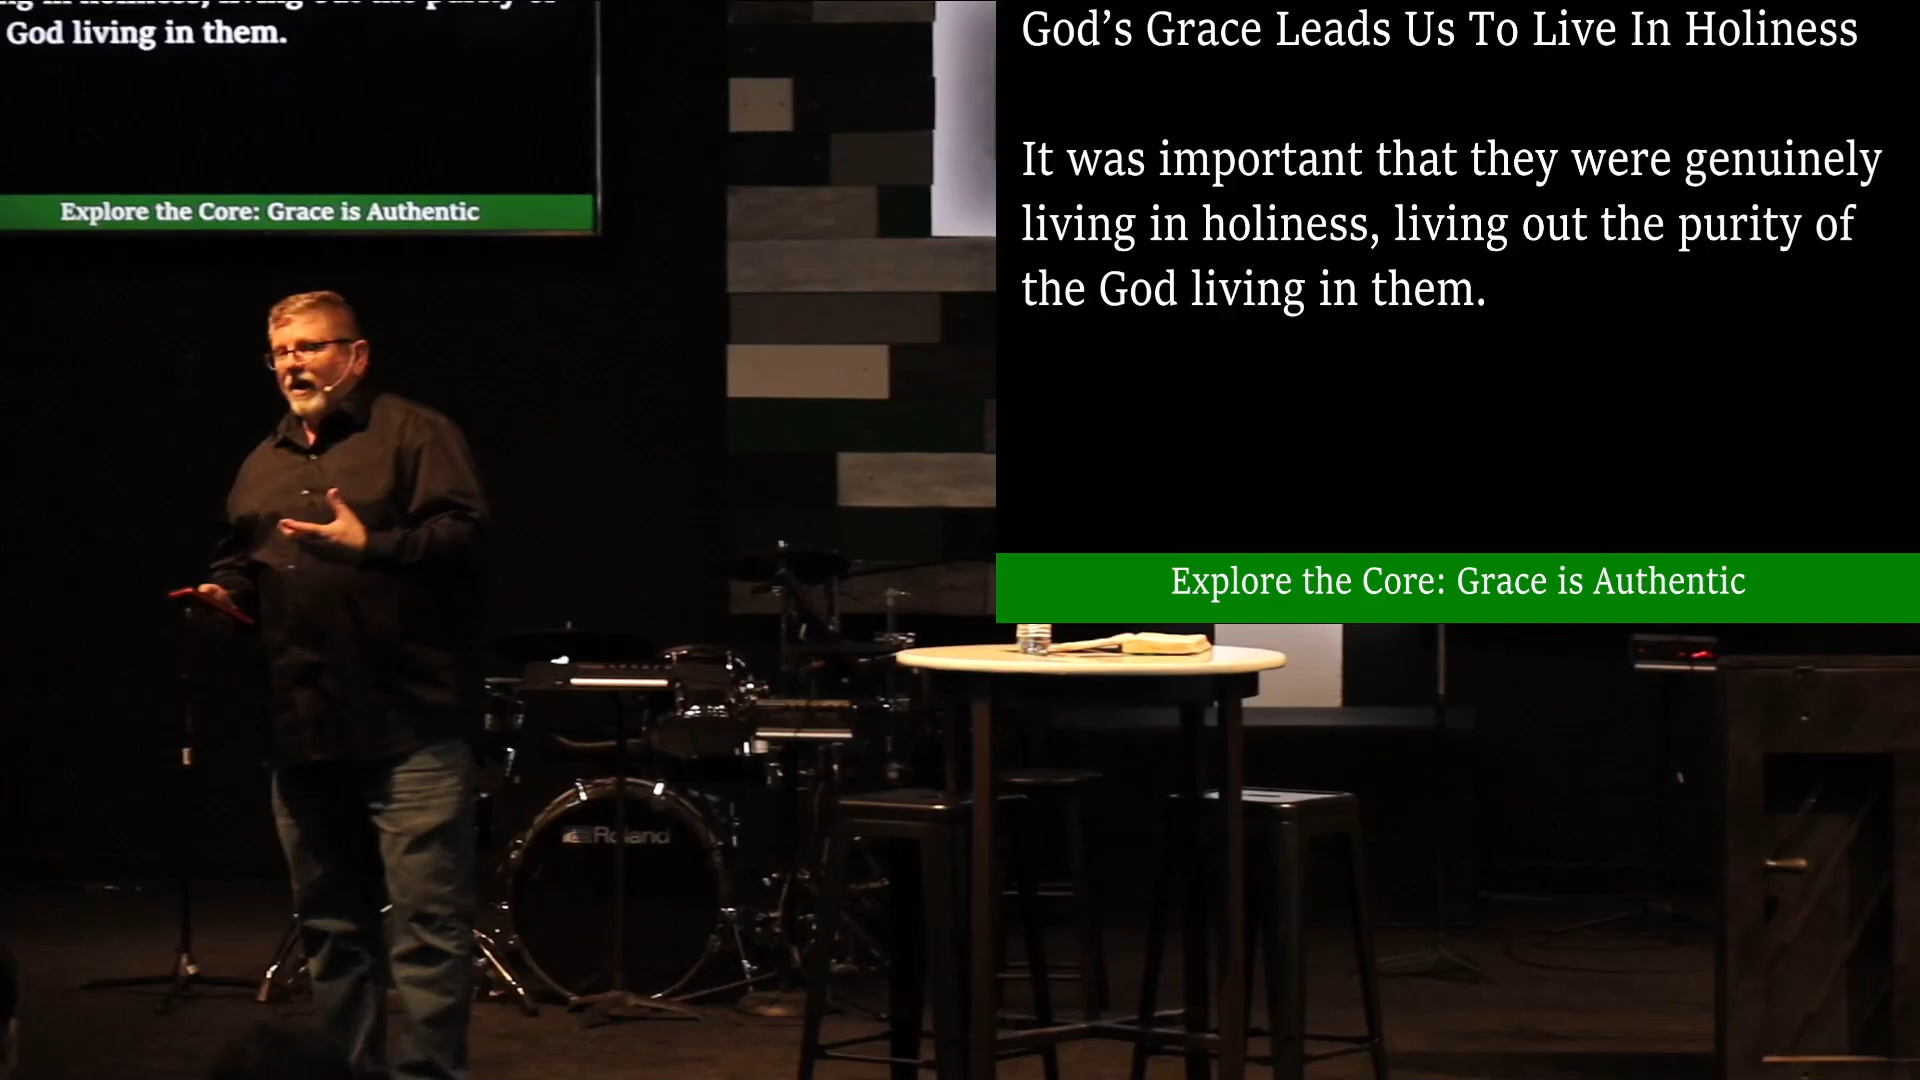 God living in them.
Explore the Core: Grace is Authentic
God’s Grace Leads Us To Live In Holiness
It was important that they were genuinely
living in holiness, living out the purity of
the God living in them.
Explore the Core: Grace is Authentic
Roland